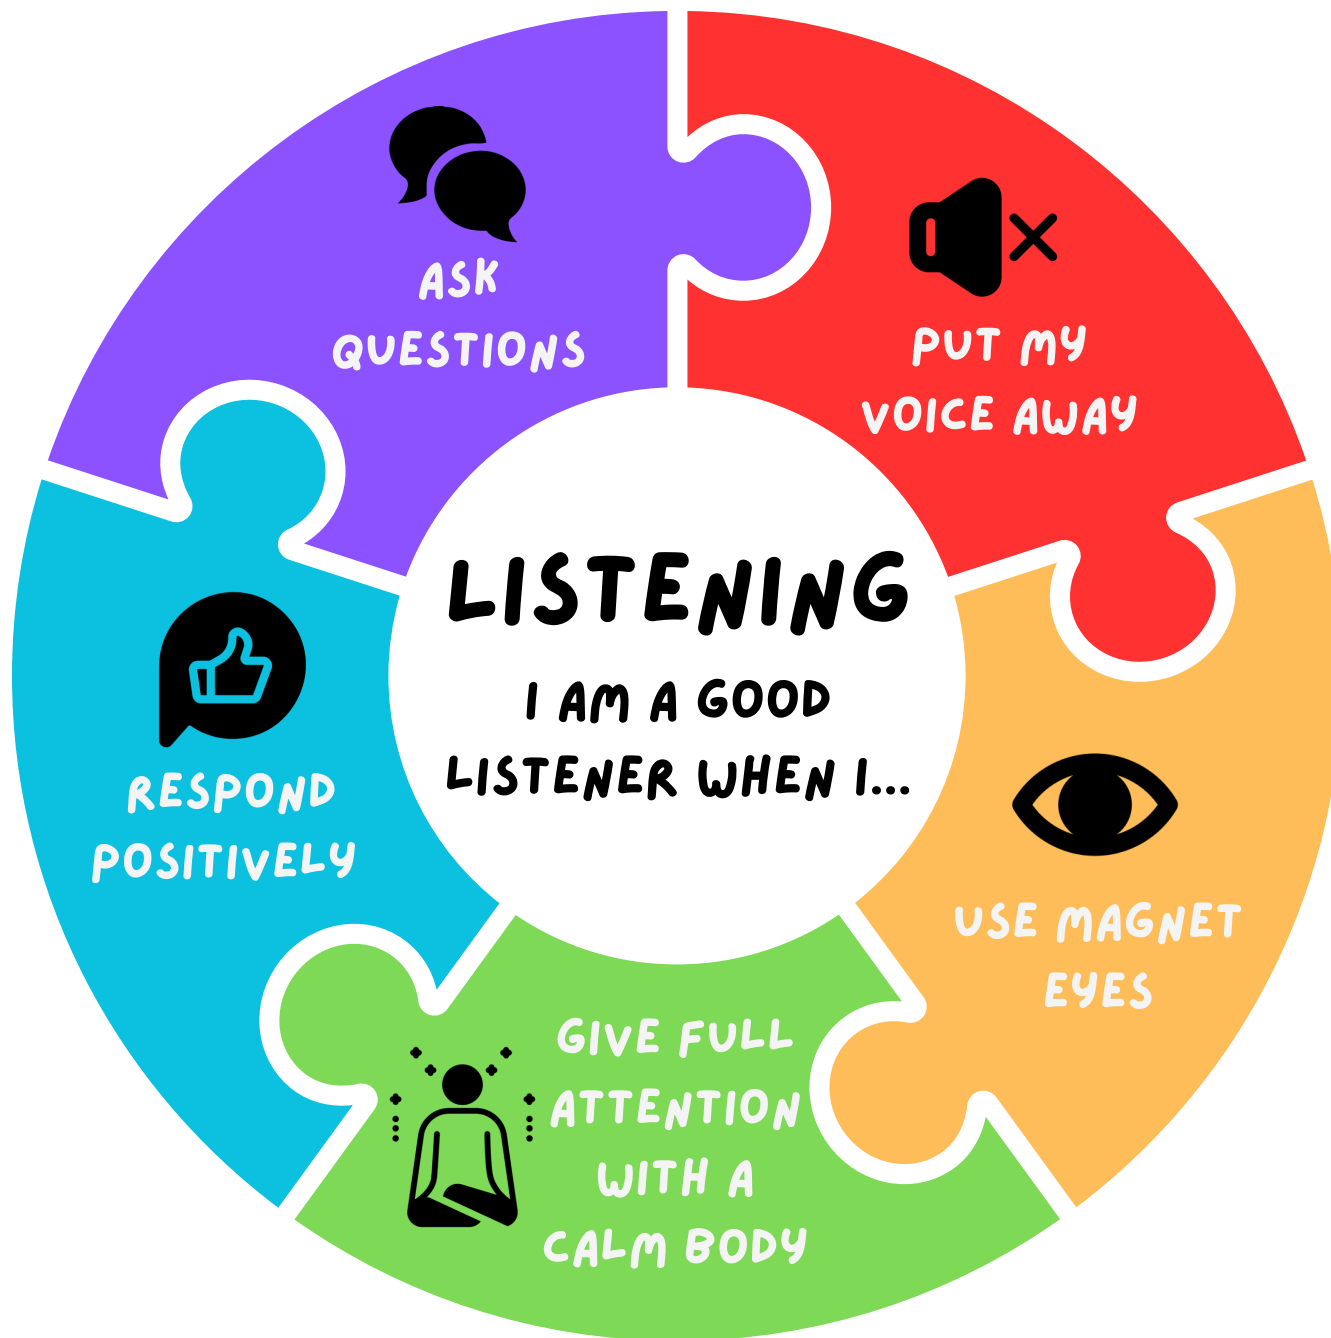 LISTENING
I AM A GOOD
LISTENER WHEN I...
PUT MY
VOICE AWAY
USE MAGNET
EYES
GIVE FULL
ATTENTION
WITH A
CALM BODY
RESPOND
POSITIVELY
ASK
QUESTIONS